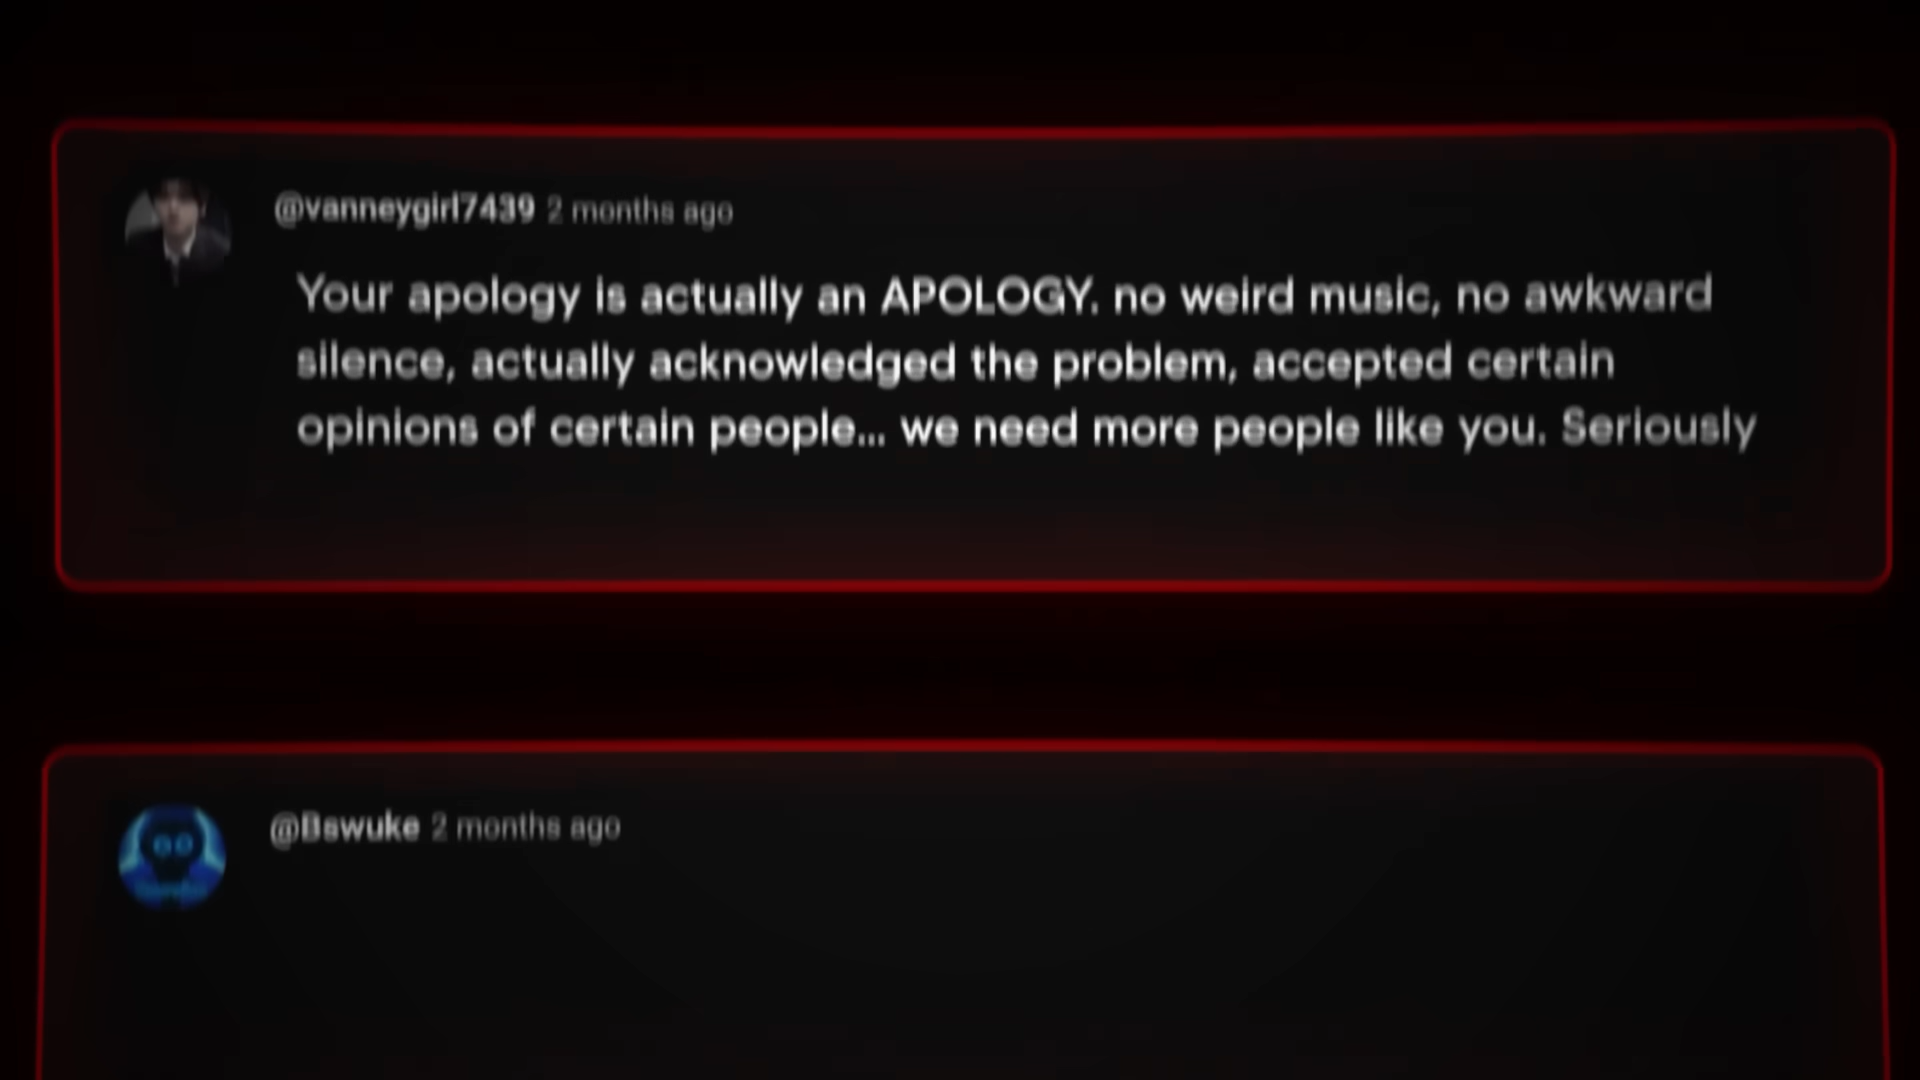 @vanneygirl7439 2 months ago
Your apology is actually an APOLOGY. no weird music, no awkward
silence, actually acknowledged the problem, accepted certain
opinions of certain people... we need more people like you. Seriously
@Bswuke 2 months ago